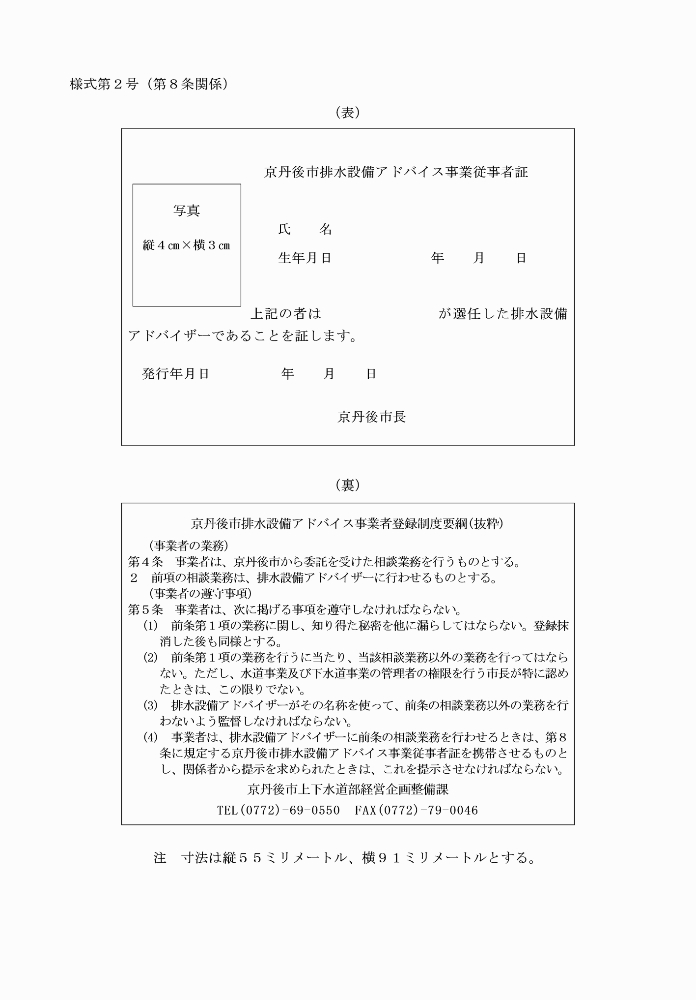 様式第２号（第８条関係）
（表）
京丹後市排水設備アドバイス事業従事者証
写真
縦４㎝×横３㎝
氏　　名
生年月日　　　　　　　年　　月　　日
上記の者は　　　　　　　　が選任した排水設備
アドバイザーであることを証します。
発行年月日　　　　　年　　月　　日
京丹後市長
（裏）
京丹後市排水設備アドバイス事業者登録制度要綱(抜粋)
(事業者の業務)
第４条　事業者は、京丹後市から委託を受けた相談業務を行うものとする。
２　前項の相談業務は、排水設備アドバイザーに行わせるものとする。
(事業者の遵守事項)
第５条　事業者は、次に掲げる事項を遵守しなければならない。
(1)　前条第１項の業務に関し、知り得た秘密を他に漏らしてはならない。登録抹
消した後も同様とする。
(2)　前条第１項の業務を行うに当たり、当該相談業務以外の業務を行ってはなら
ない。ただし、水道事業及び下水道事業の管理者の権限を行う市長が特に認め
たときは、この限りでない。
(3)　排水設備アドバイザーがその名称を使って、前条の相談業務以外の業務を行
わないよう監督しなければならない。
(4)　事業者は、排水設備アドバイザーに前条の相談業務を行わせるときは、第８
条に規定する京丹後市排水設備アドバイス事業従事者証を携帯させるものと
し、関係者から提示を求められたときは、これを提示させなければならない。
京丹後市上下水道部経営企画整備課
TEL(0772)-69-0550　FAX(0772)-79-0046
注　寸法は縦５５ミリメートル、横９１ミリメートルとする。